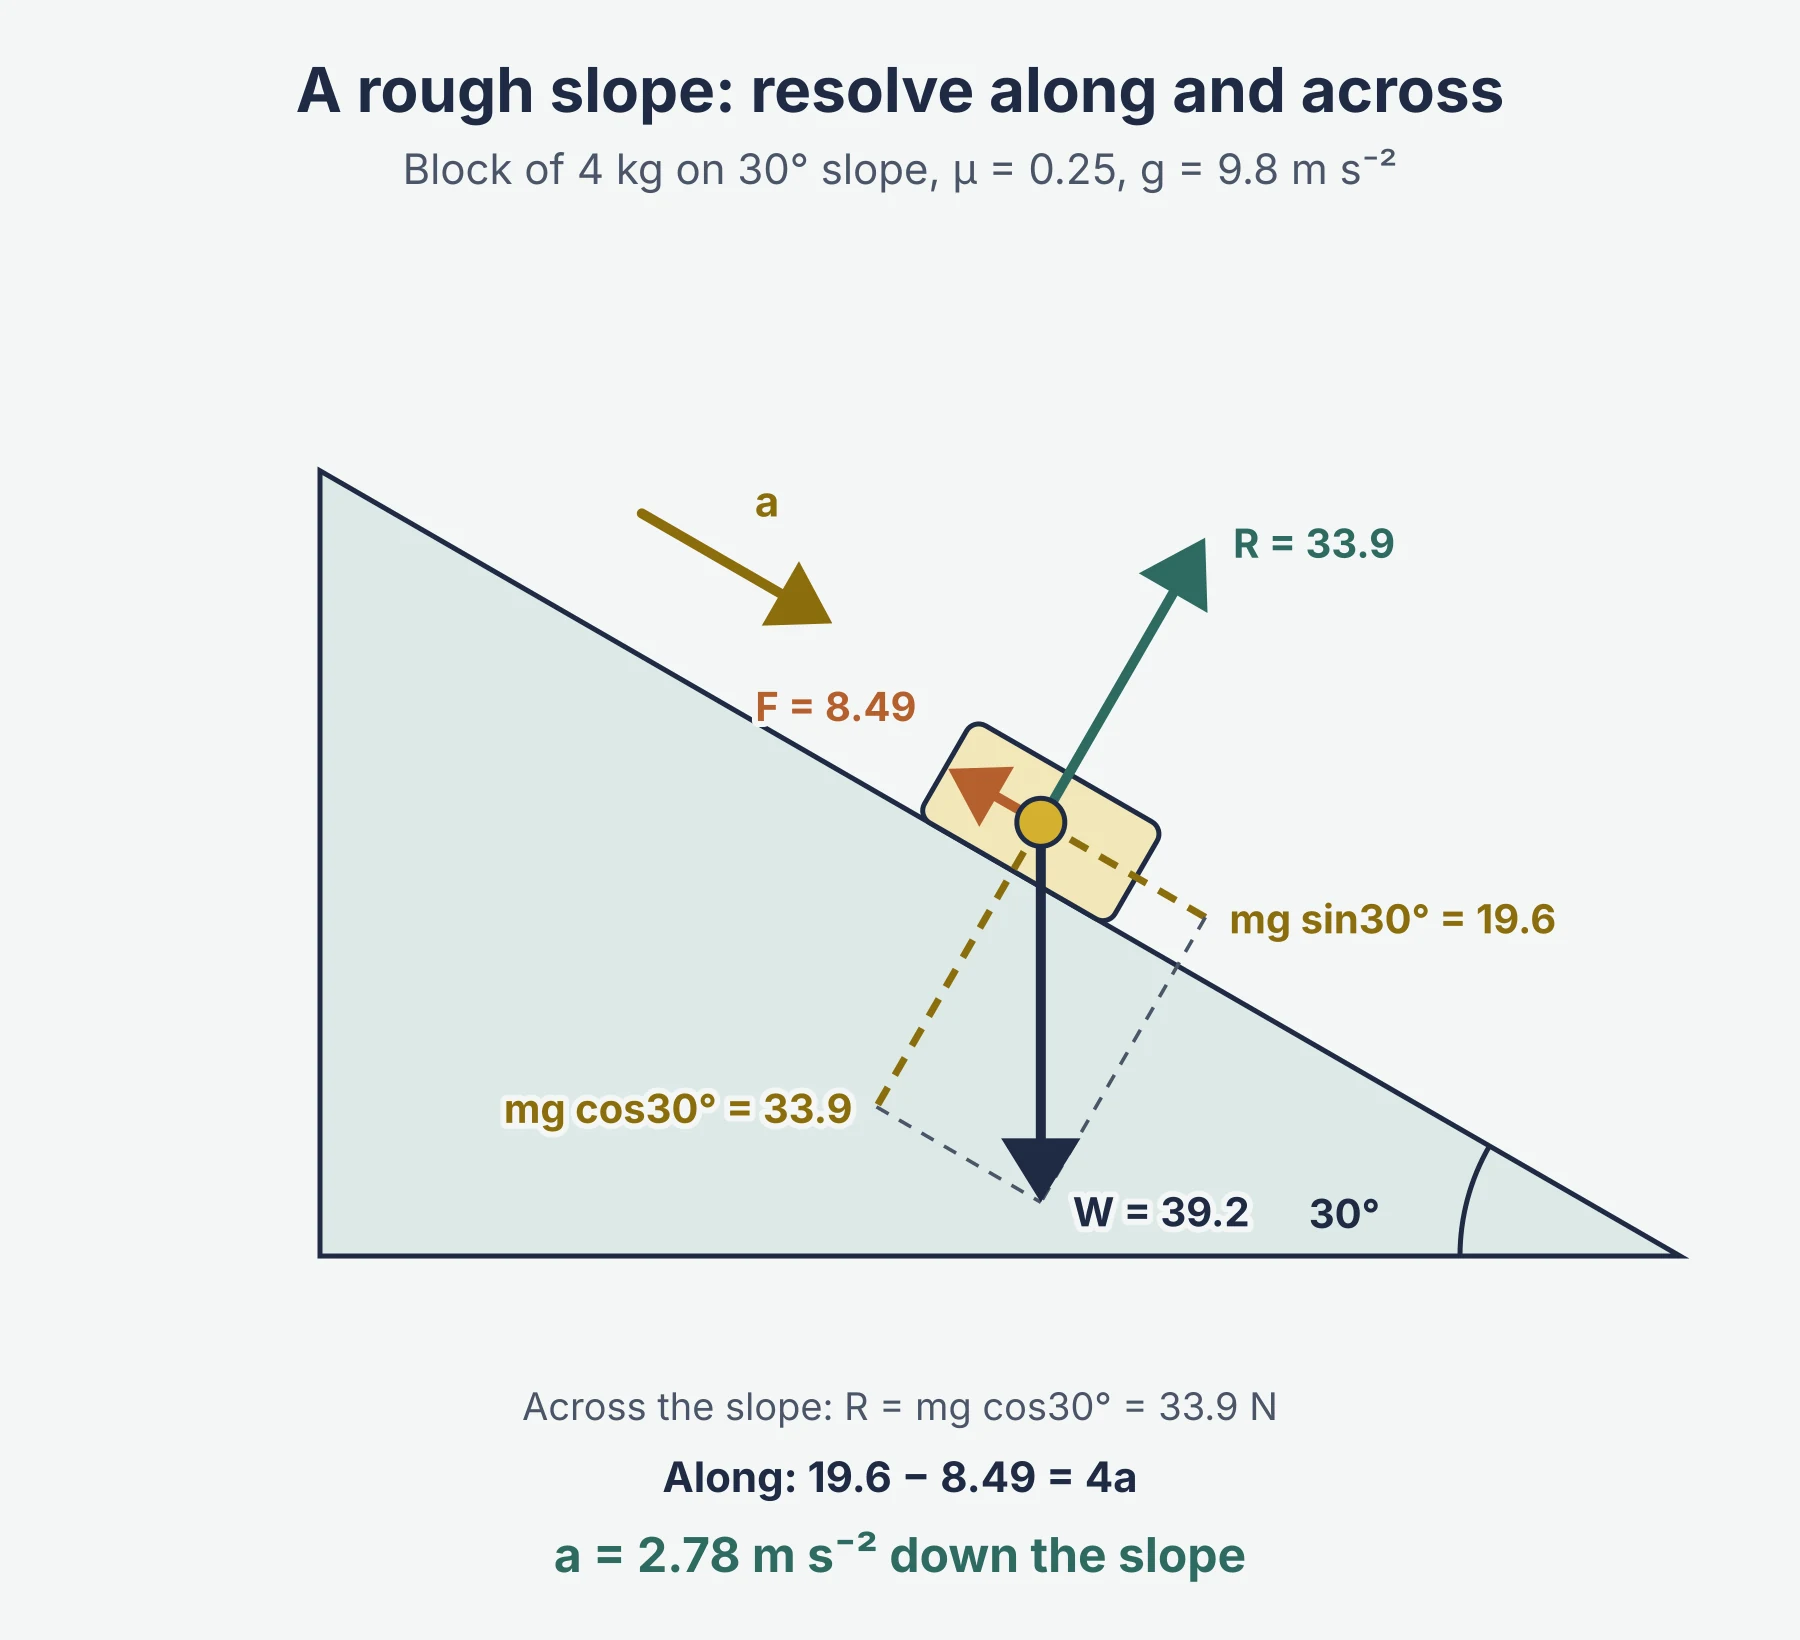 A rough slope: resolve along and across
Block of 4 kg on 30° slope, μ = 0.25, g = 9.8 m s⁻²
a
R = 33.9
F = 8.49
mg sin30° = 19.6
mg cos30° = 33.9
W = 39.2
30°
Across the slope: R = mg cos30° = 33.9 N
Along: 19.6 − 8.49 = 4a
a = 2.78 m s⁻² down the slope